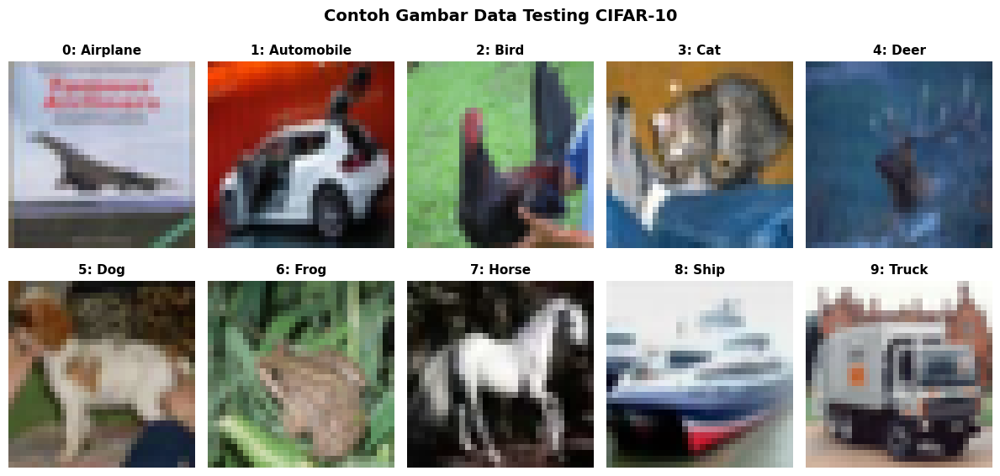 Contoh Gambar Data Testing CIFAR-10
0: Airplane
1: Automobile
2: Bird
3: Cat
4: Deer
5: Dog
6: Frog
7: Horse
8: Ship
9: Truck